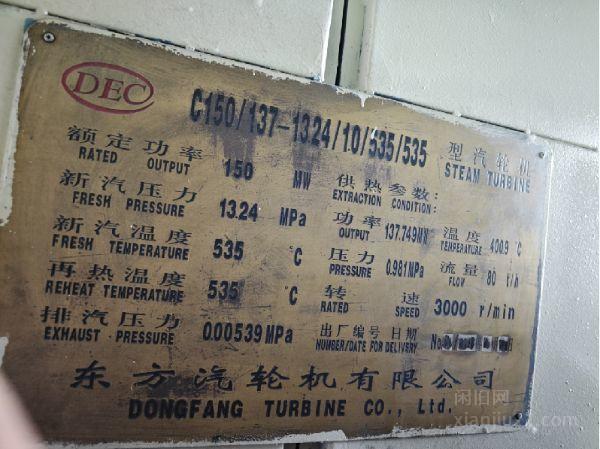 DEC
C150/137-13.24/1.0/535/535 型汽轮机
STEAM TURBINE
额定功率 150 MW
RATED OUTPUT
新汽压力 13.24 MPa
FRESH PRESSURE
新汽温度 535 ℃
FRESH TEMPERATURE
再热温度 535 ℃
REHEAT TEMPERATURE
排汽压力 0.00539 MPa
EXHAUST PRESSURE
供热参数:
EXTRACTION CONDITION:
功率 137.749MW 温度 400.9 ℃
OUTPUT TEMPERATURE
压力 0.981MPa 流量 80 t/h
PRESSURE FLOW
转速 3000 r/min
RATED SPEED
出厂编号日期 No
NUMBER/DATE FOR DELIVERY
东方汽轮机有限公司
DONGFANG TURBINE CO., Ltd.
闲旧网